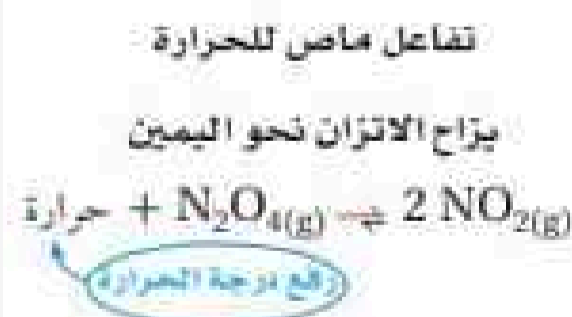 تفاعل ماص للحرارة
يزاح الاتزان نحو اليمين
حرارة + N₂O₄(g) ⇌ 2 NO₂(g)
رفع درجة الحرارة